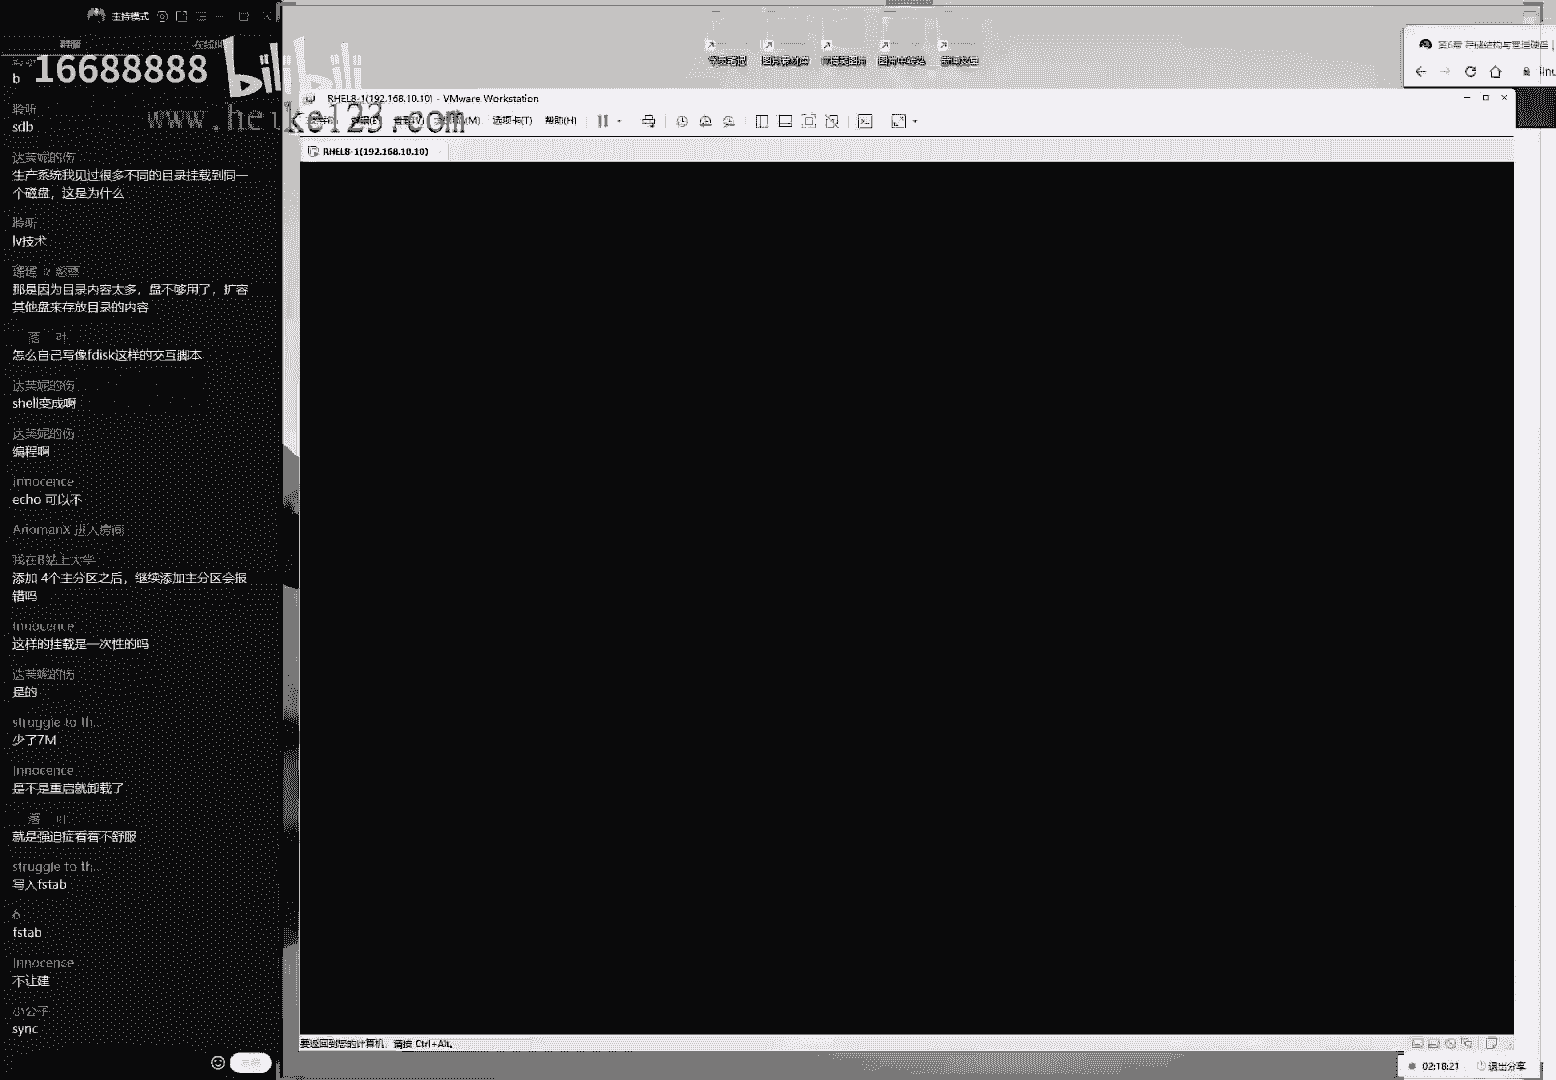 主持模式
b
16688888
bilibili
www.heike123.com
聆听
sdb
达芙妮的伤
生产系统我见过很多不同的目录挂载到同一
个磁盘，这是为什么
聆听
lv技术
那是因为目录内容太多，盘不够用了，扩容
其他盘来存放目录的内容
怎么自己写像fdisk这样的交互脚本
达芙妮的伤
shell变成啊
达芙妮的伤
编程啊
Innocence
echo 可以不
ArtomanX 进入房间
我在B站上大学
添加 4个主分区之后，继续添加主分区会报
错吗
Innocence
这样的挂载是一次性的吗
达芙妮的伤
是的
struggle to th...
少了7M
Innocence
是不是重启就卸载了
就是强迫症看着不舒服
struggle to th...
写入fstab
fstab
Innocence
不让建
小公子
sync
第6章 存储结构与管理硬盘 |
RHEL8-1(192.168.10.10) - VMware Workstation
选项卡(T) 帮助(H)
RHEL8-1(192.168.10.10)
要返回到您的计算机，请按 Ctrl+Alt。
02:18:21 退出分享